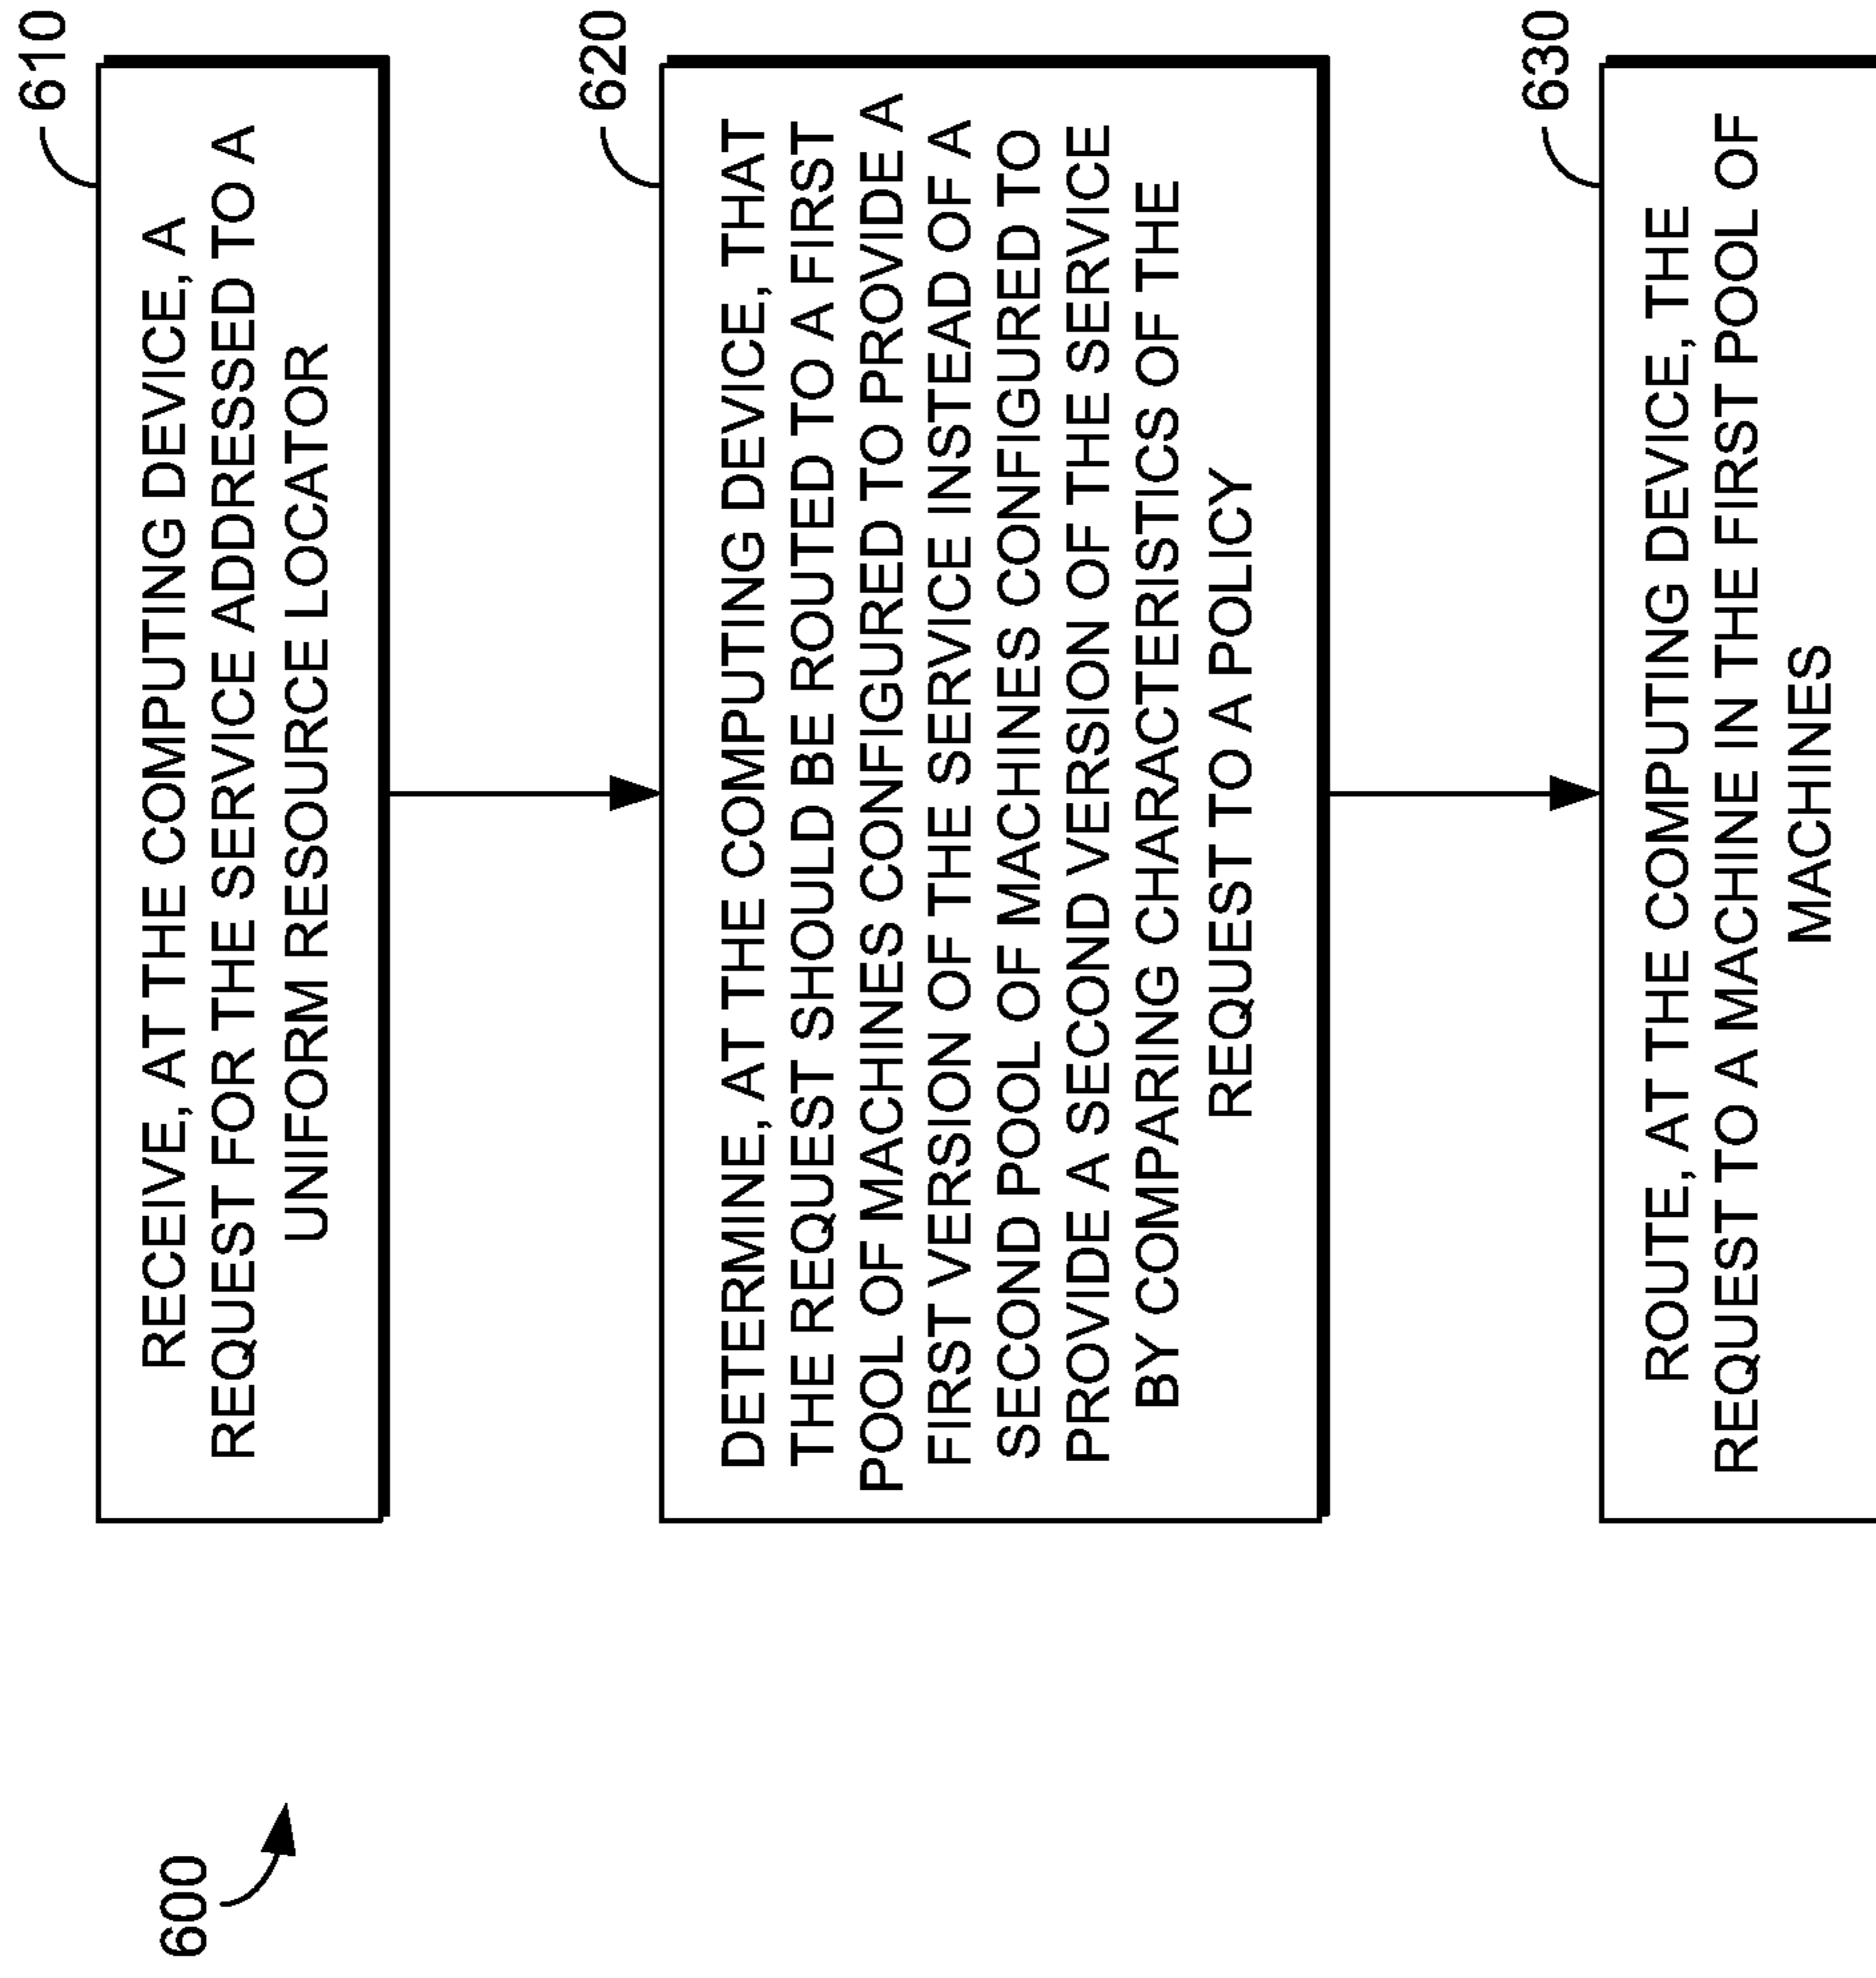 600
610
RECEIVE, AT THE COMPUTING DEVICE, A
REQUEST FOR THE SERVICE ADDRESSED TO A
UNIFORM RESOURCE LOCATOR
620
DETERMINE, AT THE COMPUTING DEVICE, THAT
THE REQUEST SHOULD BE ROUTED TO A FIRST
POOL OF MACHINES CONFIGURED TO PROVIDE A
FIRST VERSION OF THE SERVICE INSTEAD OF A
SECOND POOL OF MACHINES CONFIGURED TO
PROVIDE A SECOND VERSION OF THE SERVICE
BY COMPARING CHARACTERISTICS OF THE
REQUEST TO A POLICY
630
ROUTE, AT THE COMPUTING DEVICE, THE
REQUEST TO A MACHINE IN THE FIRST POOL OF
MACHINES